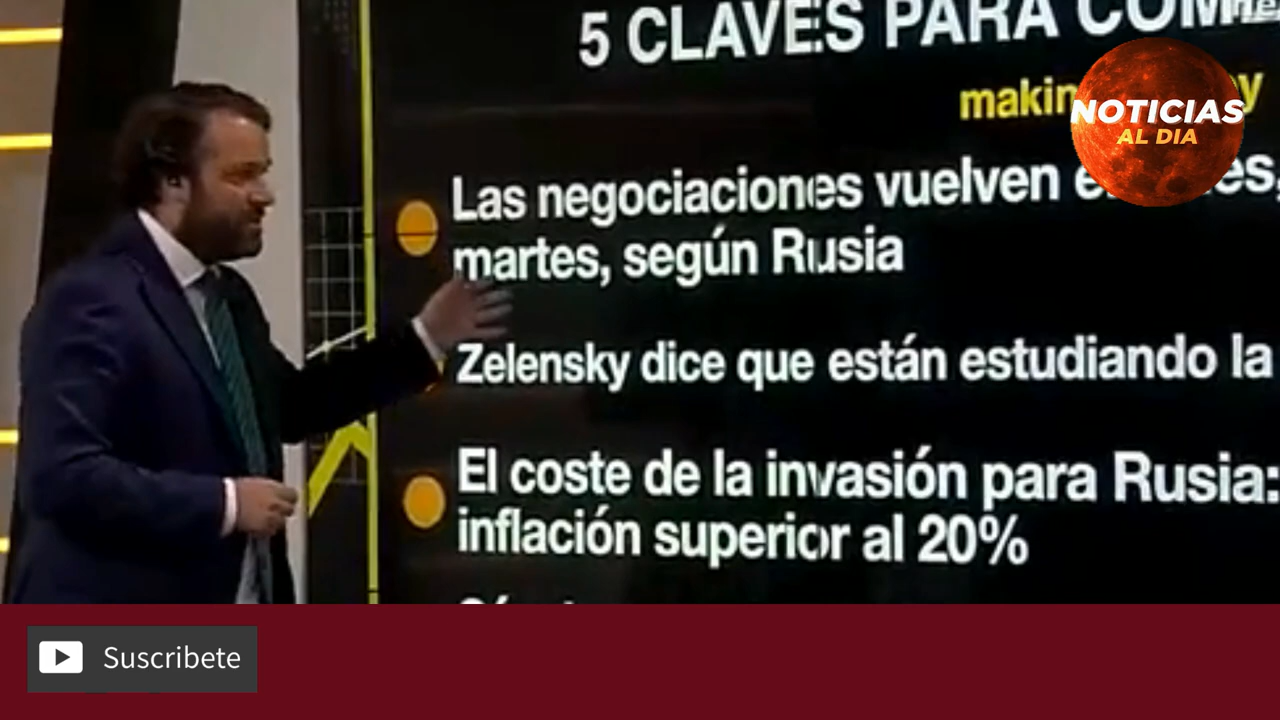 5 CLAVES PARA
NOTICIAS
AL DIA
Las negociaciones vuelven
martes, según Rusia
Zelensky dice que están estudiando la
El coste de la invasión para Rusia:
inflación superior al 20%
Suscribete